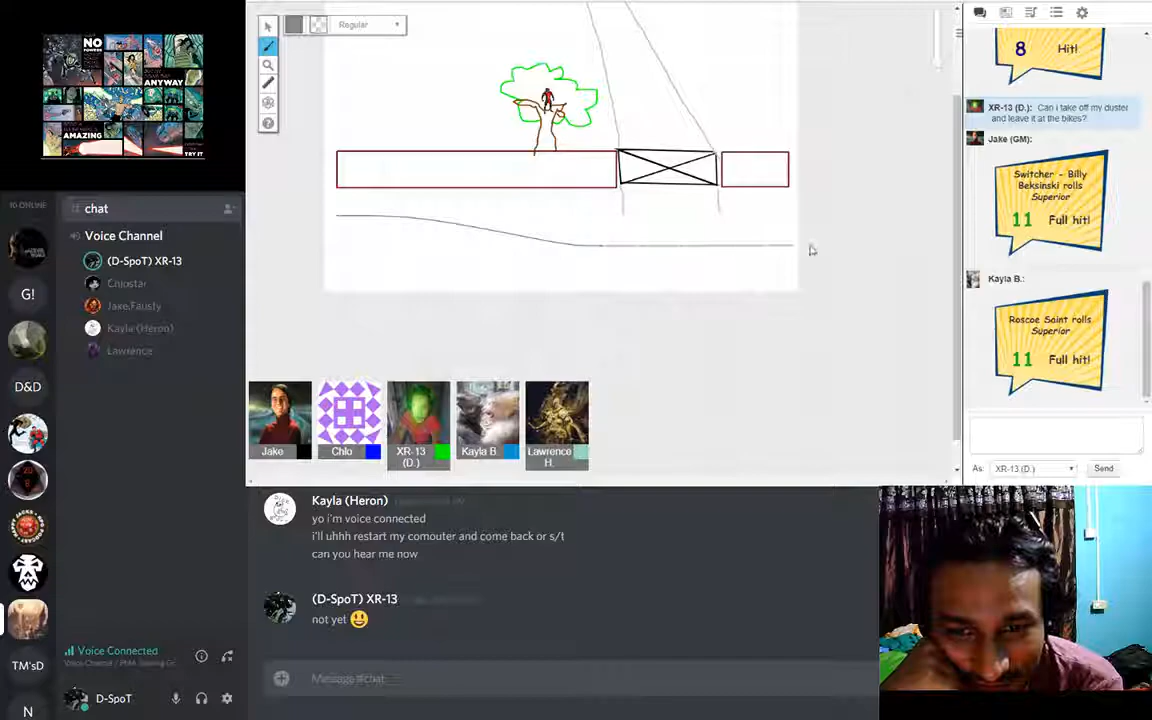 NO
ANYWAY
AMAZING
TRY IT
10 ONLINE
G!
D&D
TM'sD
N
# chat
Voice Channel
(D-SpoT) XR-13
Chlostar
Jake.Fausty
Kayla (Heron)
Lawrence
Voice Connected
D-SpoT
Regular
Jake
Chlo
XR-13
(D.)
Kayla B.
Lawrence
H.
Kayla (Heron)
yo i'm voice connected
i'll uhhh restart my comouter and come back or s/t
can you hear me now
(D-SpoT) XR-13
not yet 😃
Message #chat
8 Hit!
XR-13 (D.): Can i take off my duster
and leave it at the bikes?
Jake (GM):
Switcher - Billy
Beksinski rolls
Superior
11 Full hit!
Kayla B.:
Roscoe Saint rolls
Superior
11 Full hit!
As: XR-13 (D.) Send